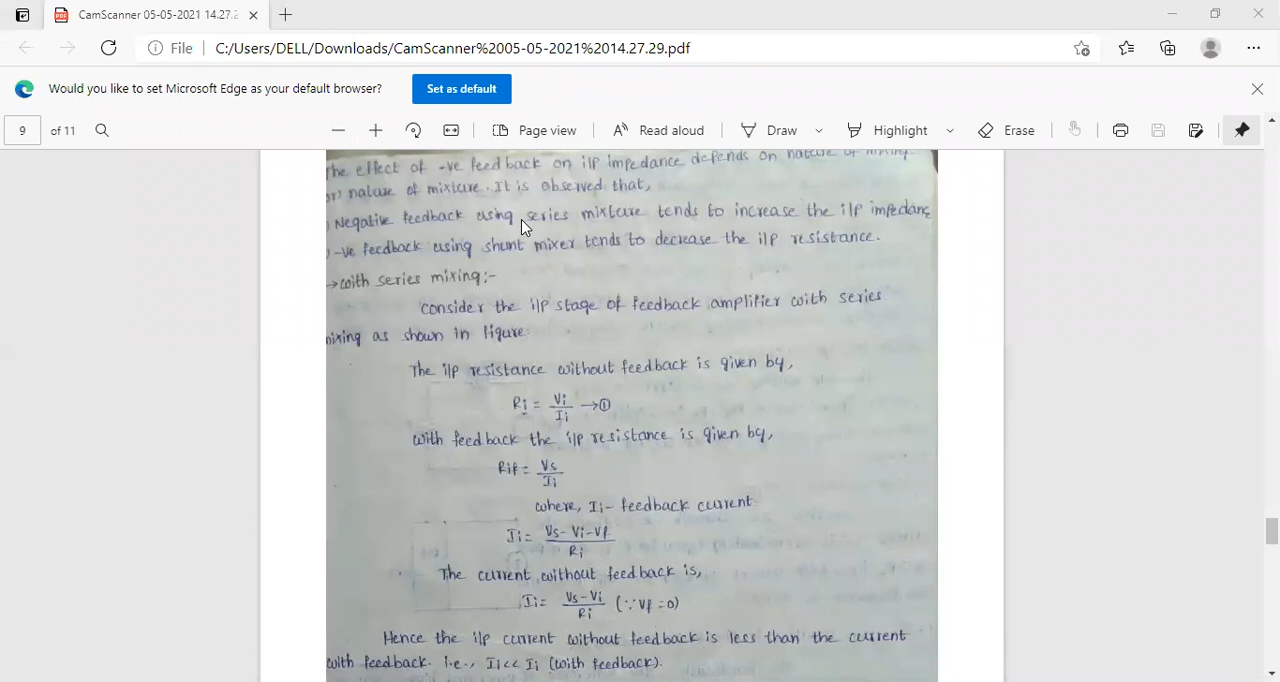 CamScanner 05-05-2021 14.27.2
File
C:/Users/DELL/Downloads/CamScanner%2005-05-2021%2014.27.29.pdf
Would you like to set Microsoft Edge as your default browser?
Set as default
9 of 11
Page view
Read aloud
Draw
Highlight
Erase
The effect of -ve feedback on i/p impedance depends on nature of mixing
nature of mixture. It is observed that,
) Negative feedback using series mixture tends to increase the i/p impedanc
) -ve feedback using shunt mixer tends to decrease the i/p resistance.
→with series mixing:-
consider the i/p stage of feedback amplifier with series
mixing as shown in figure.
The i/p resistance without feedback is given by,
Ri = Vi/Ii →①
with feedback the i/p resistance is given by,
Rif = Vs/Ii
where, Ii- feedback current
Ii = Vs-Vi-Vf/Ri
The current without feedback is,
Ii = Vs-Vi/Ri (∵Vf=0)
Hence the i/p current without feedback is less than the current
with feedback. i.e., Ii<< Ii (with feedback).